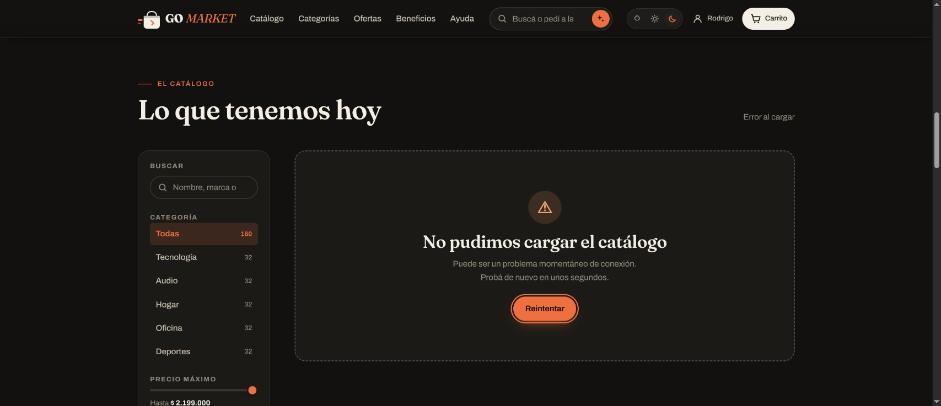 GO MARKET
Catálogo
Categorías
Ofertas
Beneficios
Ayuda
Buscá o pedí a la
Rodrigo
Carrito
EL CATÁLOGO
Lo que tenemos hoy
Error al cargar
BUSCAR
Nombre, marca o
CATEGORÍA
Todas 160
Tecnología 32
Audio 32
Hogar 32
Oficina 32
Deportes 32
PRECIO MÁXIMO
Hasta $ 2.199.000
No pudimos cargar el catálogo
Puede ser un problema momentáneo de conexión.
Probá de nuevo en unos segundos.
Reintentar